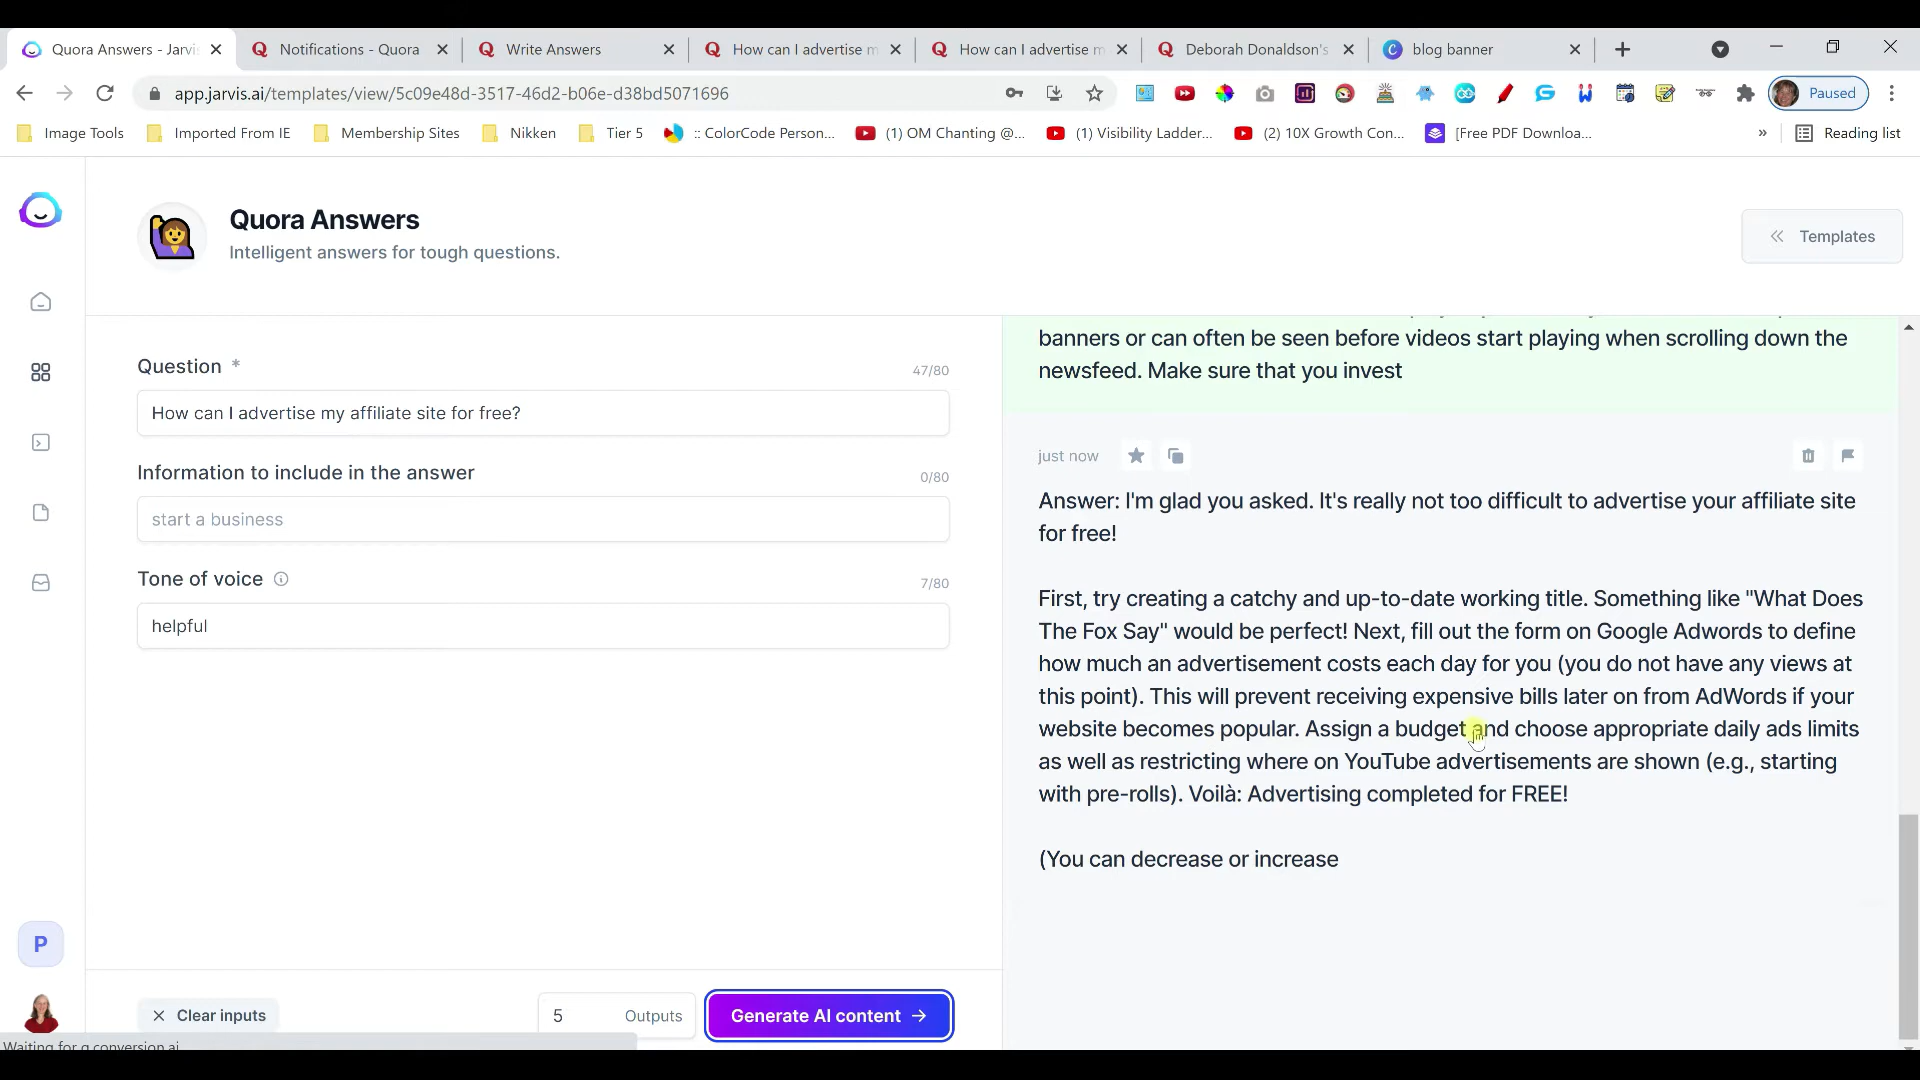 Quora Answers - Jarvis
Notifications - Quora
Write Answers
How can I advertise m
How can I advertise m
Deborah Donaldson's
blog banner
app.jarvis.ai/templates/view/5c09e48d-3517-46d2-b06e-d38bd5071696
Paused
Image Tools
Imported From IE
Membership Sites
Nikken
Tier 5
:: ColorCode Person...
(1) OM Chanting @...
(1) Visibility Ladder...
(2) 10X Growth Con...
[Free PDF Downloa...
»
Reading list
Quora Answers
Intelligent answers for tough questions.
Templates
Question *
47/80
How can I advertise my affiliate site for free?
Information to include in the answer
0/80
start a business
Tone of voice
7/80
helpful
Clear inputs
5
Outputs
Generate AI content →
P
banners or can often be seen before videos start playing when scrolling down the
newsfeed. Make sure that you invest
just now
Answer: I'm glad you asked. It's really not too difficult to advertise your affiliate site
for free!
First, try creating a catchy and up-to-date working title. Something like "What Does
The Fox Say" would be perfect! Next, fill out the form on Google Adwords to define
how much an advertisement costs each day for you (you do not have any views at
this point). This will prevent receiving expensive bills later on from AdWords if your
website becomes popular. Assign a budget and choose appropriate daily ads limits
as well as restricting where on YouTube advertisements are shown (e.g., starting
with pre-rolls). Voilà: Advertising completed for FREE!
(You can decrease or increase
Waiting for g.conversion.ai